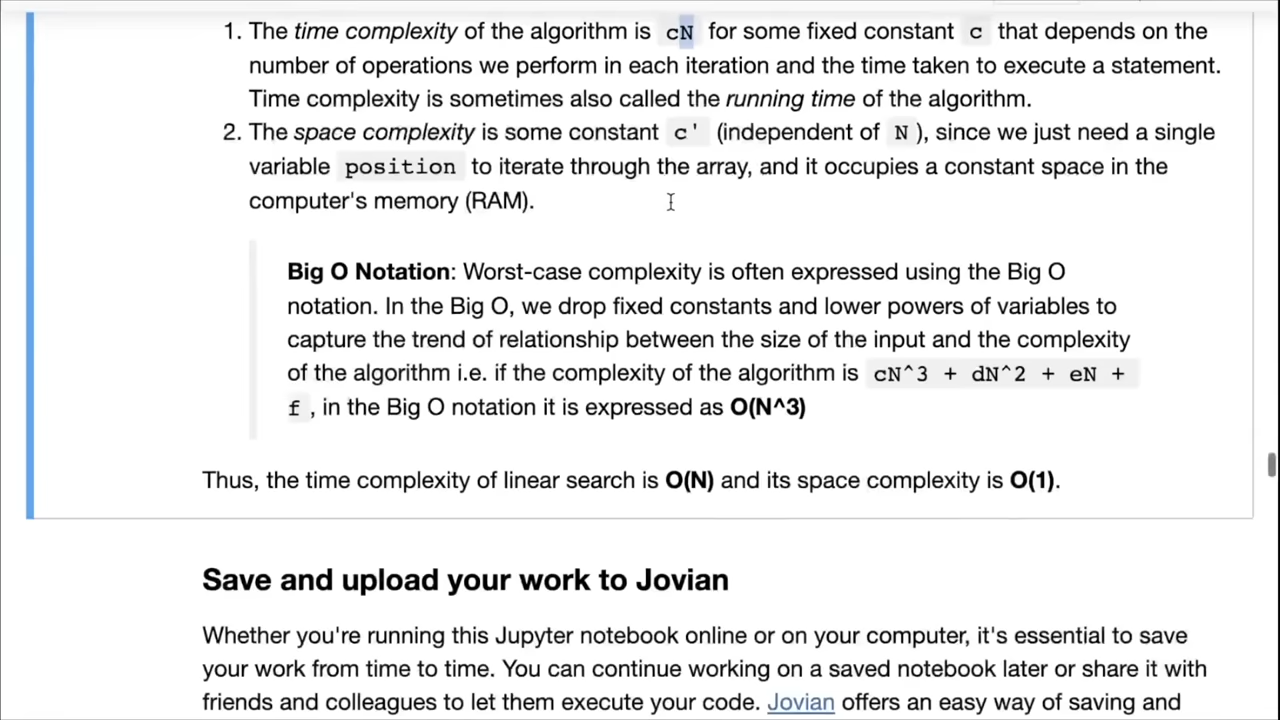 1. The time complexity of the algorithm is cN for some fixed constant c that depends on the
number of operations we perform in each iteration and the time taken to execute a statement.
Time complexity is sometimes also called the running time of the algorithm.
2. The space complexity is some constant c' (independent of N), since we just need a single
variable position to iterate through the array, and it occupies a constant space in the
computer's memory (RAM).
Big O Notation: Worst-case complexity is often expressed using the Big O
notation. In the Big O, we drop fixed constants and lower powers of variables to
capture the trend of relationship between the size of the input and the complexity
of the algorithm i.e. if the complexity of the algorithm is cN^3 + dN^2 + eN +
f , in the Big O notation it is expressed as O(N^3)
Thus, the time complexity of linear search is O(N) and its space complexity is O(1).
Save and upload your work to Jovian
Whether you're running this Jupyter notebook online or on your computer, it's essential to save
your work from time to time. You can continue working on a saved notebook later or share it with
friends and colleagues to let them execute your code. Jovian offers an easy way of saving and